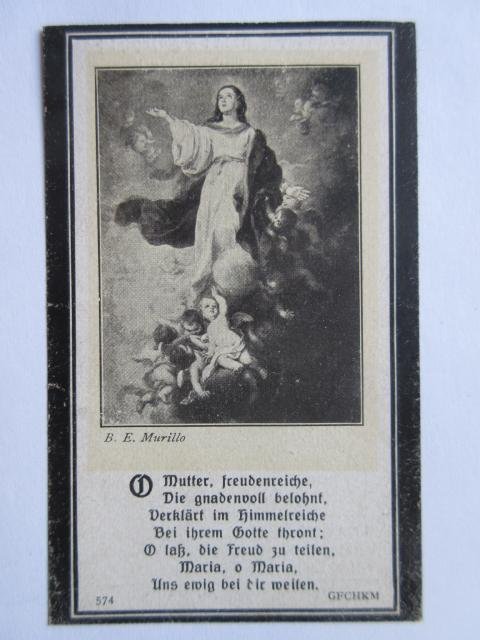 B. E. Murillo
O Mutter, freudenreiche,
Die gnadenvoll belohnt,
Verklärt im Himmelreiche
Bei ihrem Gotte thront;
O laß, die Freud zu teilen,
Maria, o Maria,
Uns ewig bei dir weilen.
574
GFCHKM